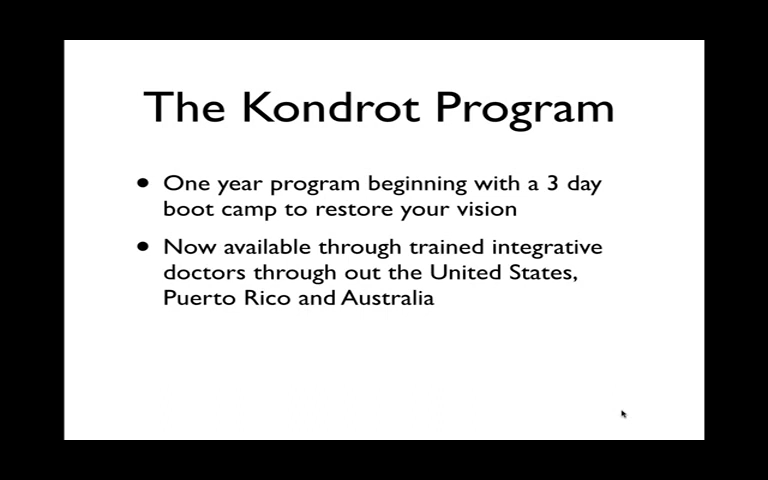 The Kondrot Program
• One year program beginning with a 3 day
boot camp to restore your vision
• Now available through trained integrative
doctors through out the United States,
Puerto Rico and Australia